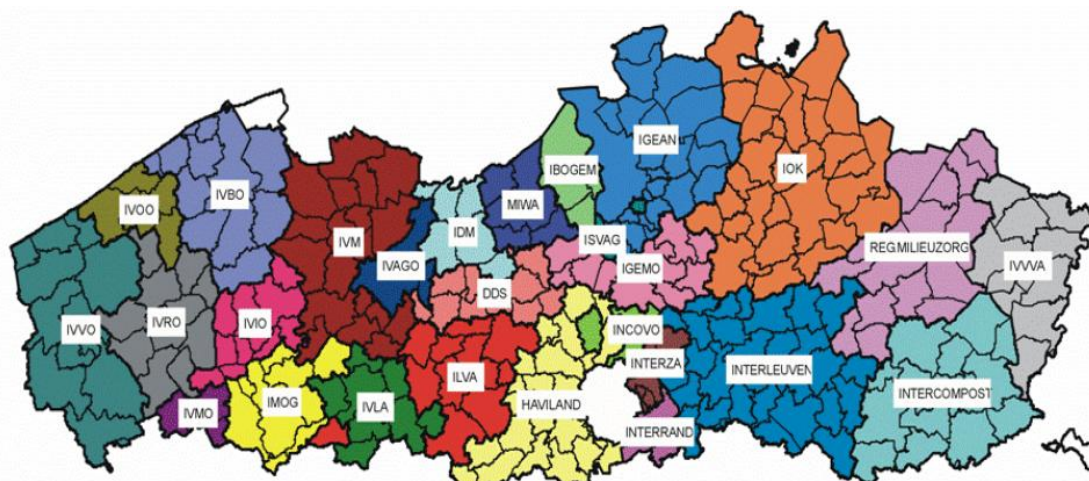 IGEAN
IBOGEM
IOK
IVBO
IVOO
MIWA
IDM
IVM
ISVAG
REG.MILIEUZORG
IVAGO
IGEMO
IVVVA
DDS
IVIO
IVRO
IVVO
INCOVO
INTERZA
INTERLEUVEN
ILVA
INTERCOMPOST
IMOG
IVLA
HAVILAND
IVMO
INTERRAND